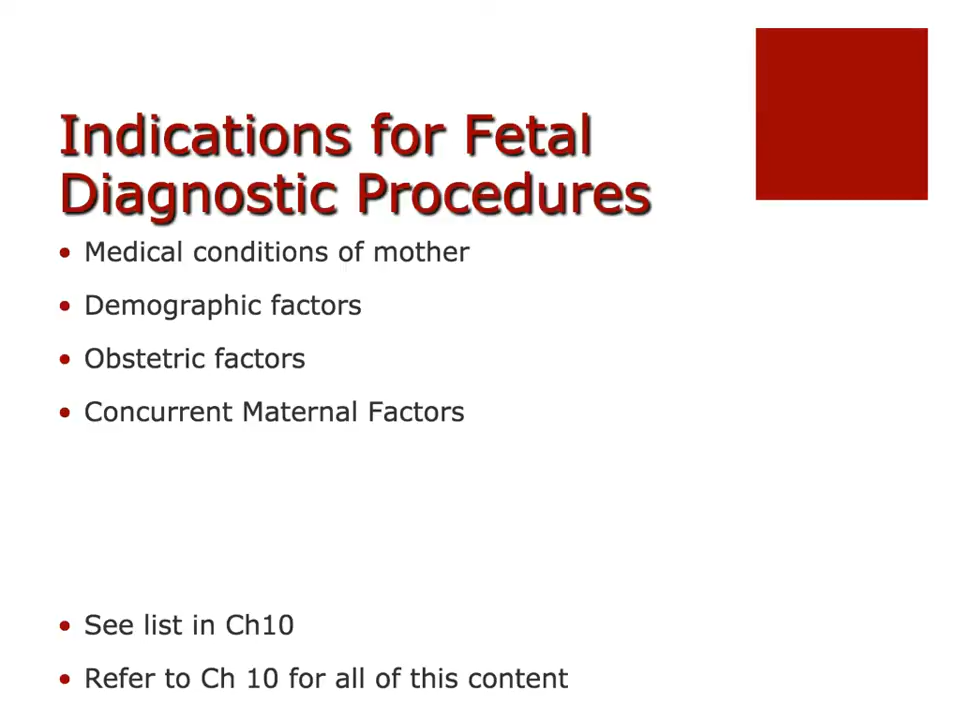 Indications for Fetal
Diagnostic Procedures
• Medical conditions of mother
• Demographic factors
• Obstetric factors
• Concurrent Maternal Factors
• See list in Ch10
• Refer to Ch 10 for all of this content